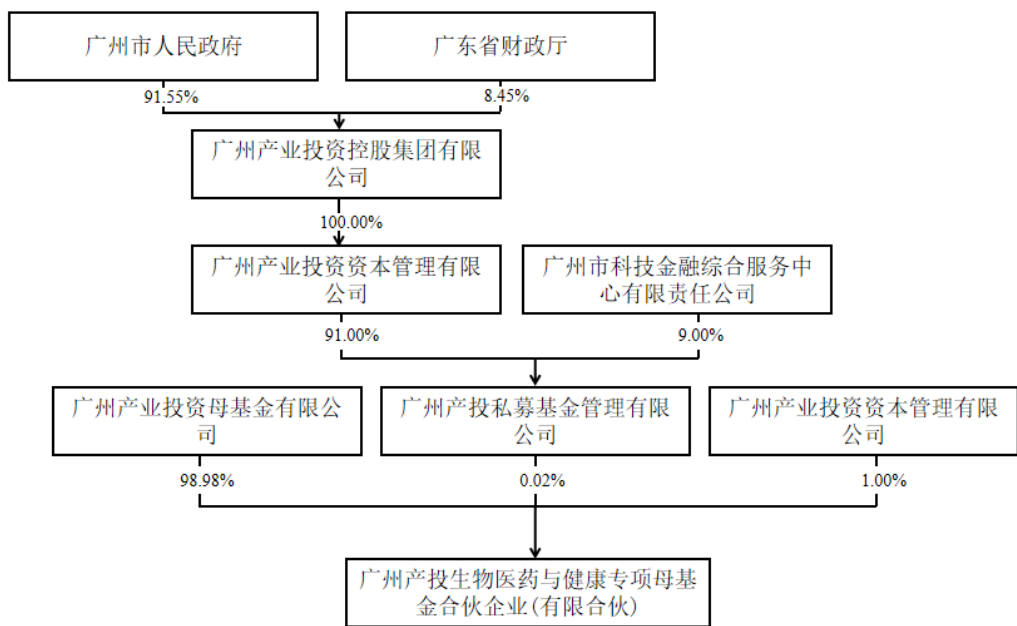 广州市人民政府
广东省财政厅
91.55%
8.45%
广州产业投资控股集团有限
公司
100.00%
广州产业投资资本管理有限
公司
广州市科技金融综合服务中
心有限责任公司
91.00%
9.00%
广州产业投资母基金有限公
司
广州产投私募基金管理有限
公司
广州产业投资资本管理有限
公司
98.98%
0.02%
1.00%
广州产投生物医药与健康专项母基
金合伙企业(有限合伙)